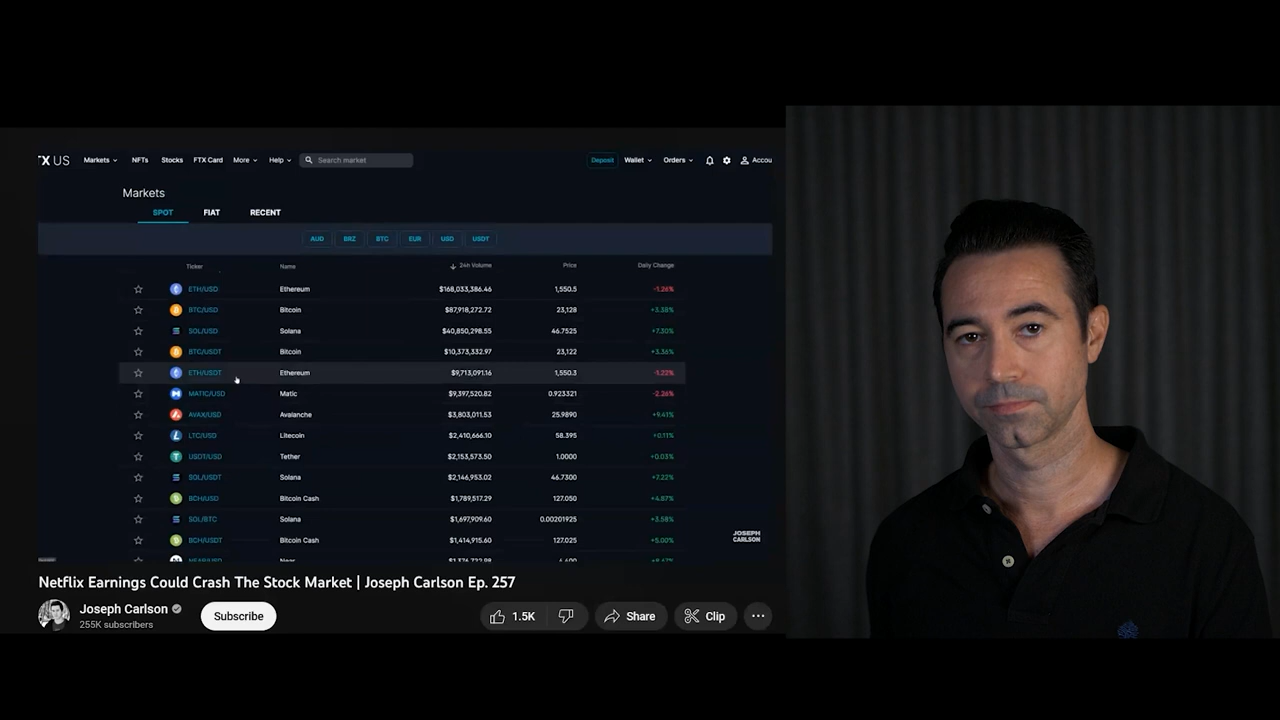 TX US Markets NFTs Stocks FTX Card More Help Search market Deposit Wallet Orders Accou
Markets
SPOT FIAT RECENT
AUD BRZ BTC EUR USD USDT
Ticker Name 24h Volume Price Daily Change
ETH/USD Ethereum $168,033,386.46 1,550.5 -1.26%
BTC/USD Bitcoin $87,918,272.72 23,128 +3.38%
SOL/USD Solana $40,850,298.55 46.7525 +7.30%
BTC/USDT Bitcoin $10,373,332.97 23,122 +3.36%
ETH/USDT Ethereum $9,713,091.16 1,550.3 -1.22%
MATIC/USD Matic $9,397,520.82 0.923321 -2.26%
AVAX/USD Avalanche $3,803,011.53 25.9890 +9.41%
LTC/USD Litecoin $2,410,666.10 58.395 +0.11%
USDT/USD Tether $2,153,573.50 1.0000 +0.03%
SOL/USDT Solana $2,146,953.02 46.7300 +7.22%
BCH/USD Bitcoin Cash $1,789,517.29 127.050 +4.87%
SOL/BTC Solana $1,697,909.60 0.00201925 +3.58%
BCH/USDT Bitcoin Cash $1,414,915.60 127.025 +5.00%
JOSEPH
CARLSON
Netflix Earnings Could Crash The Stock Market | Joseph Carlson Ep. 257
Joseph Carlson
255K subscribers
Subscribe
1.5K Share Clip